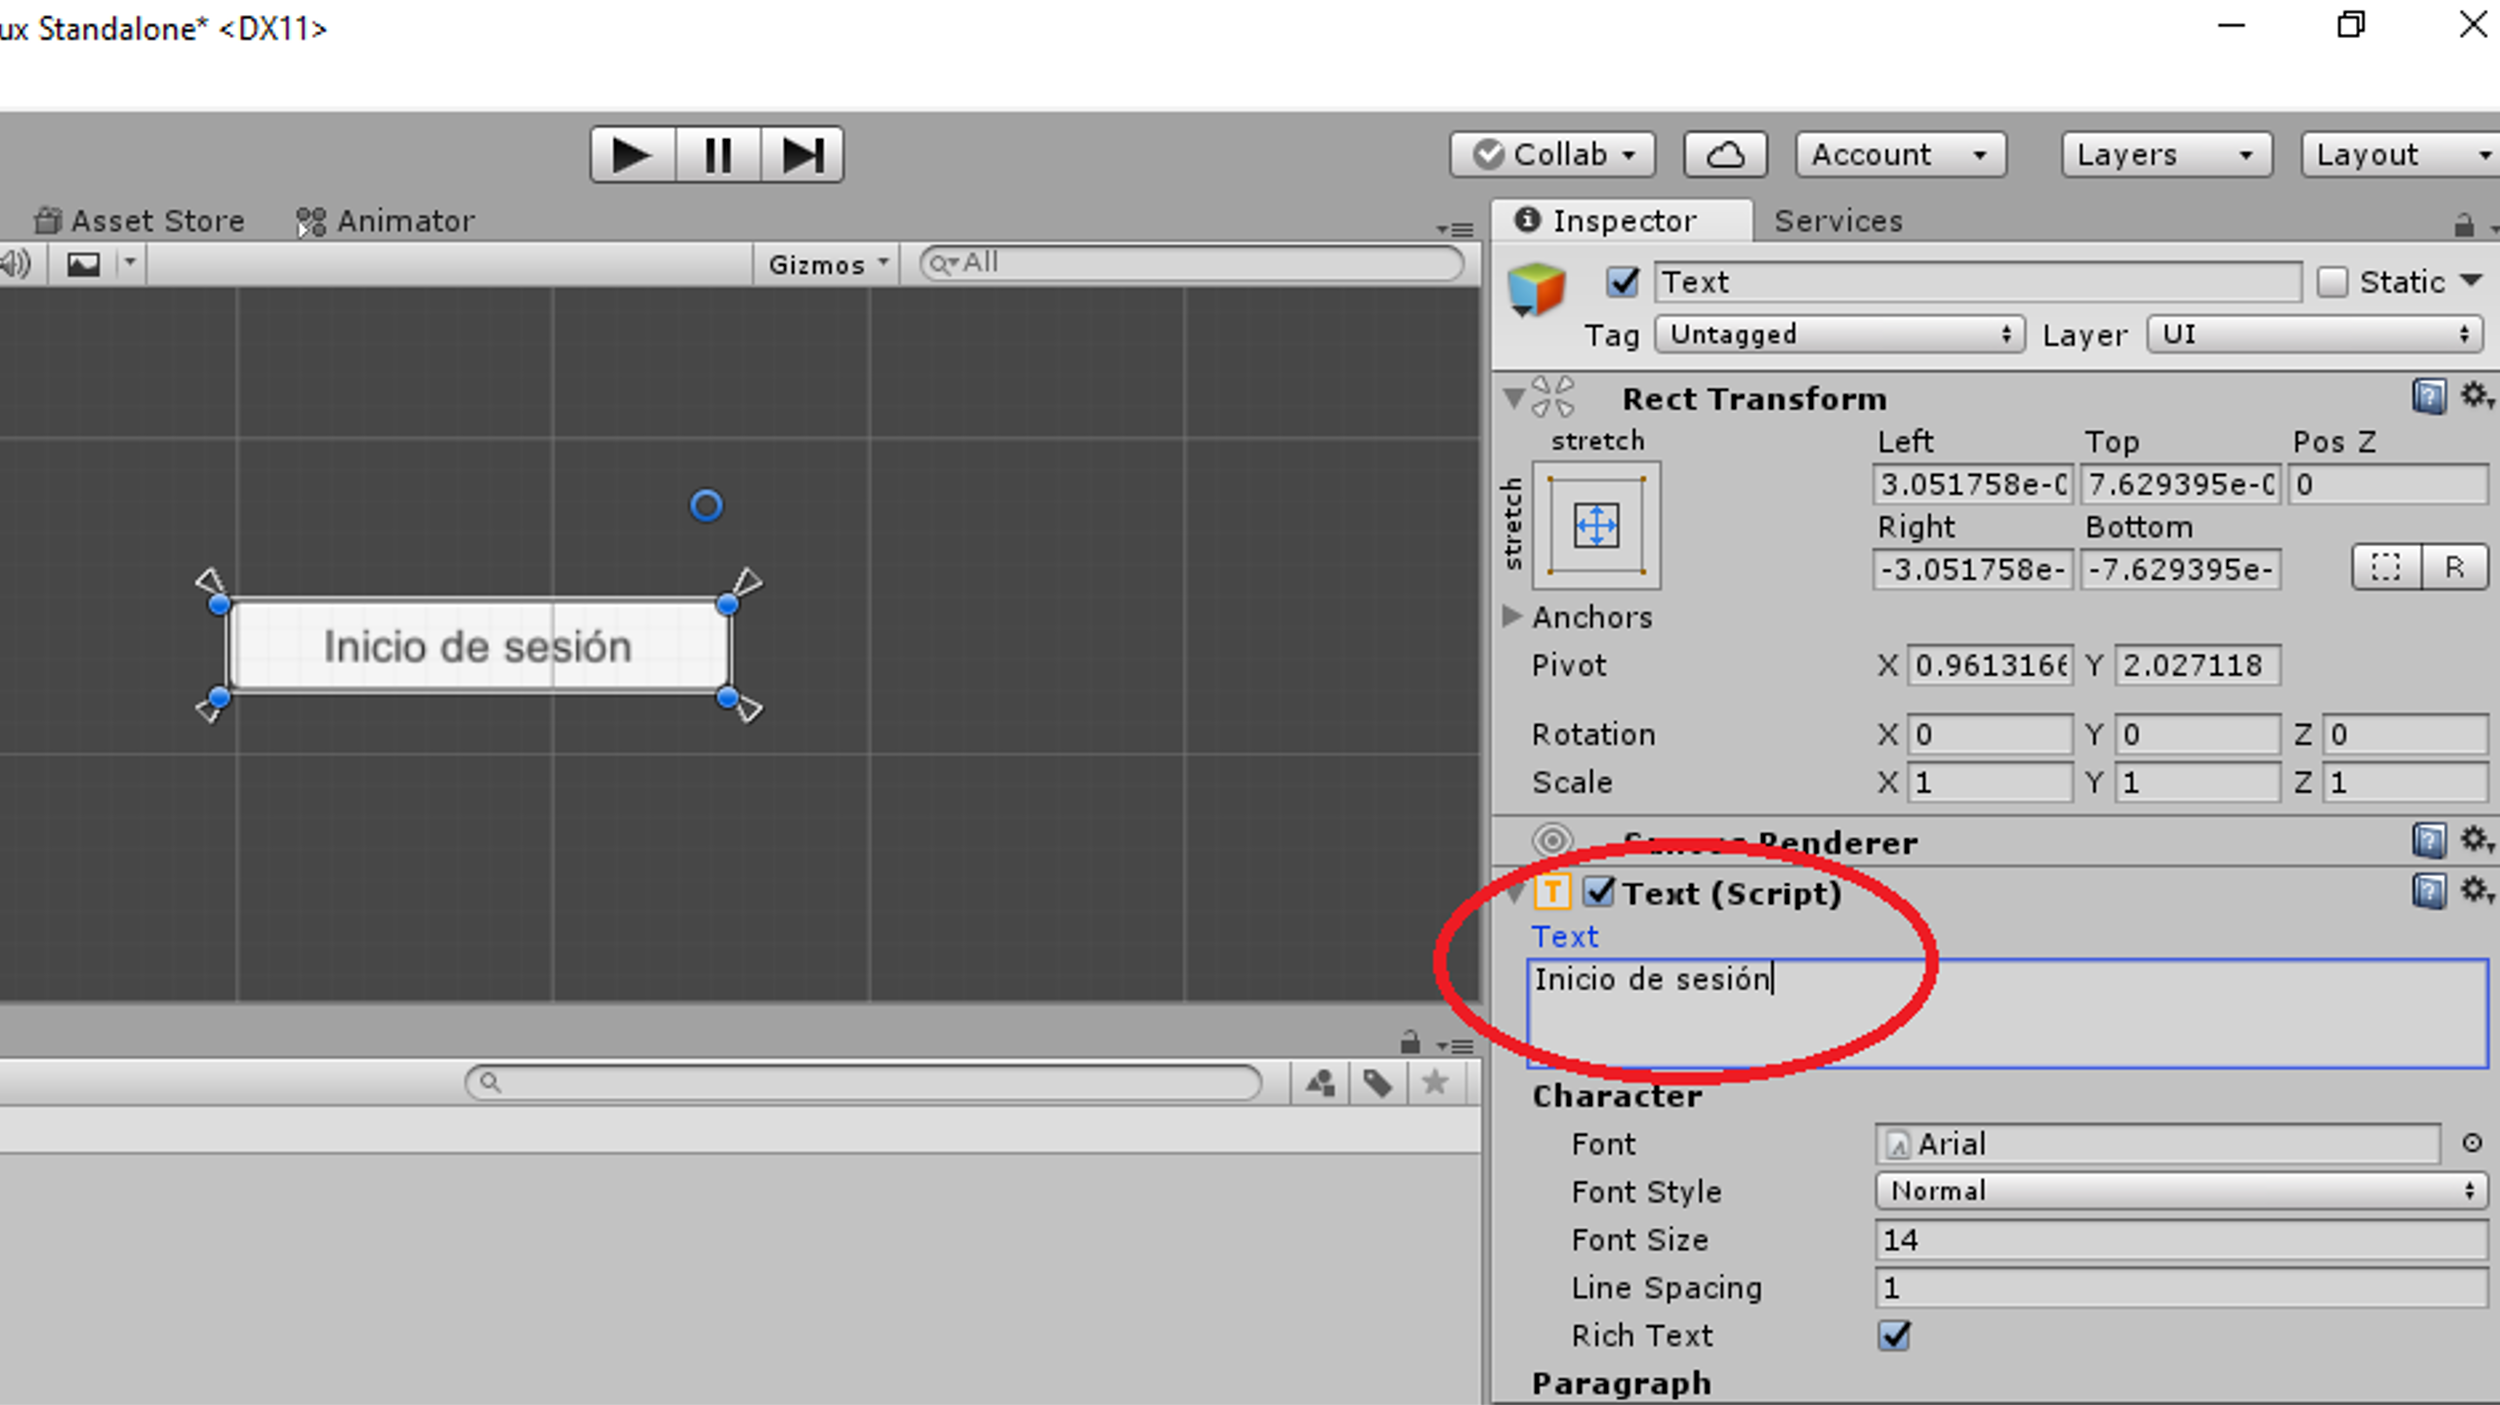 ux Standalone* <DX11>
Collab
Account
Layers
Layout
Asset Store
Animator
Inspector
Services
Gizmos
All
Text
Static
Tag
Untagged
Layer
UI
Rect Transform
stretch
stretch
Left
Top
Pos Z
3.051758e-0
7.629395e-0
0
Right
Bottom
-3.051758e-
-7.629395e-
R
Anchors
Pivot
X 0.9613166
Y 2.027118
Rotation
X 0
Y 0
Z 0
Scale
X 1
Y 1
Z 1
Inicio de sesión
Renderer
T
Text (Script)
Text
Inicio de sesión
Character
Font
Arial
Font Style
Normal
Font Size
14
Line Spacing
1
Rich Text
Paragraph